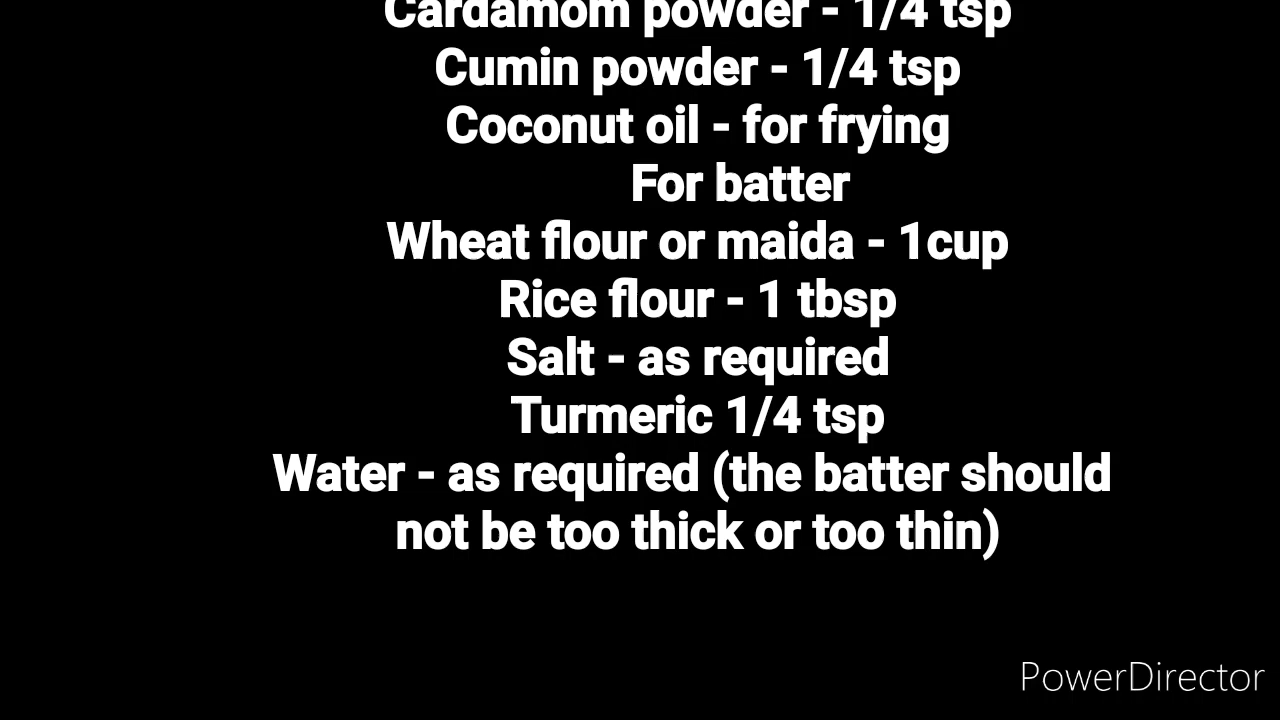 Cardamom powder - 1/4 tsp
Cumin powder - 1/4 tsp
Coconut oil - for frying
For batter
Wheat flour or maida - 1cup
Rice flour - 1 tbsp
Salt - as required
Turmeric 1/4 tsp
Water - as required (the batter should
not be too thick or too thin)
PowerDirector